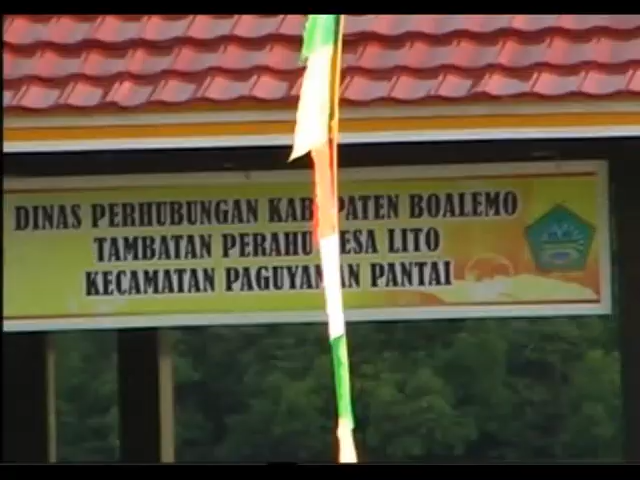 DINAS PERHUBUNGAN KABUPATEN BOALEMO
TAMBATAN PERAHU DESA LITO
KECAMATAN PAGUYAMAN PANTAI